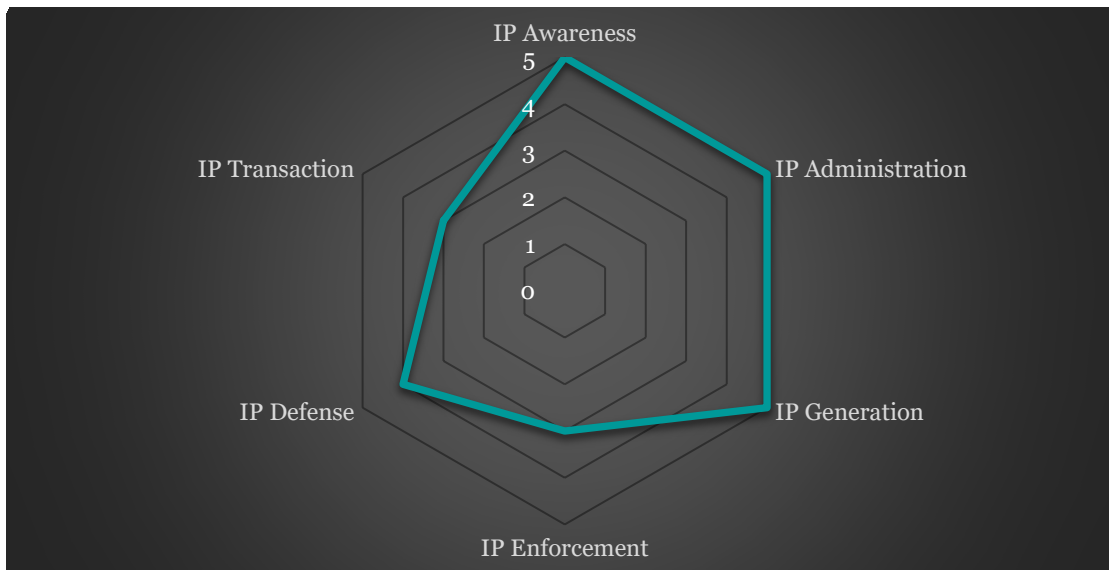 IP Awareness
5
4
3
2
1
0
IP Transaction
IP Administration
IP Defense
IP Generation
IP Enforcement